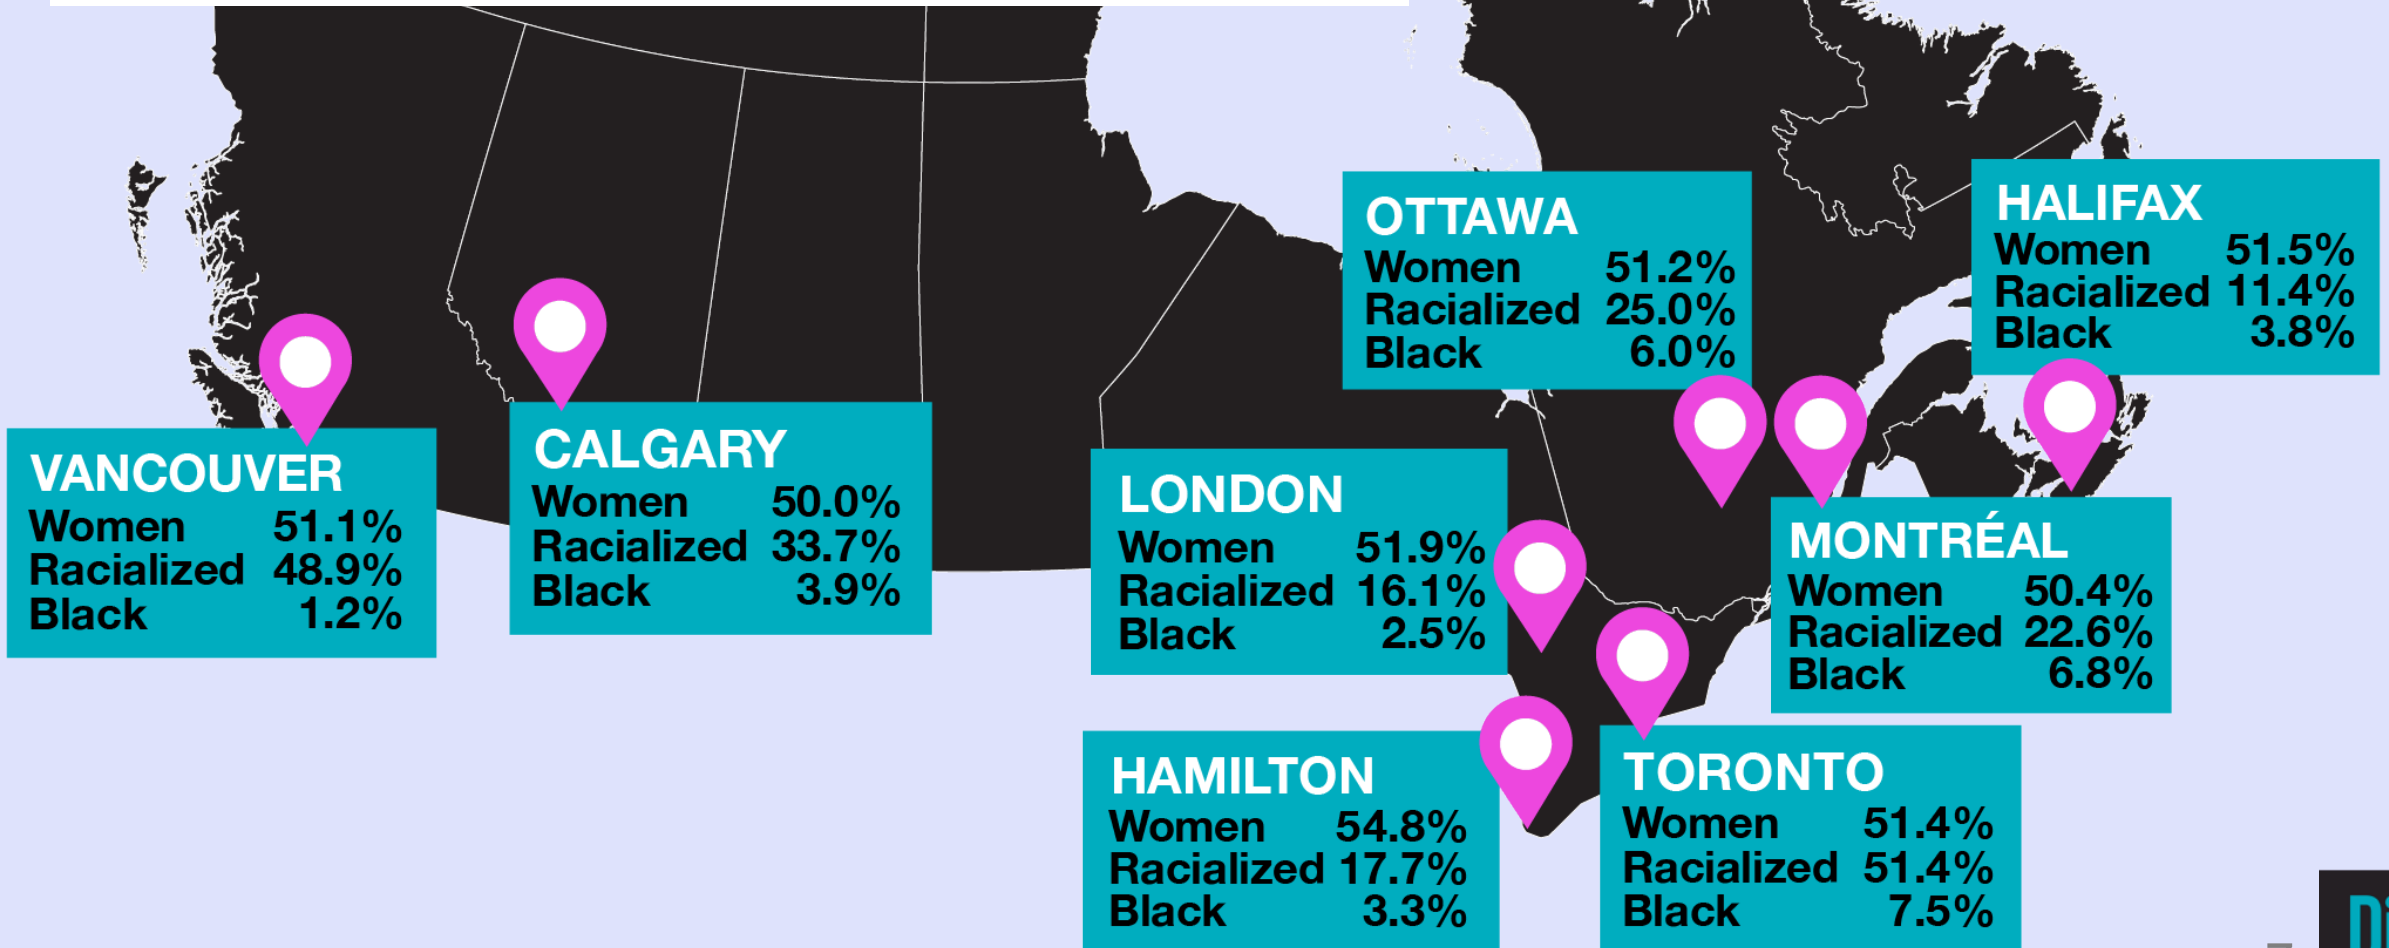 OTTAWA
Women 51.2%
Racialized 25.0%
Black 6.0%
HALIFAX
Women 51.5%
Racialized 11.4%
Black 3.8%
VANCOUVER
Women 51.1%
Racialized 48.9%
Black 1.2%
CALGARY
Women 50.0%
Racialized 33.7%
Black 3.9%
LONDON
Women 51.9%
Racialized 16.1%
Black 2.5%
MONTRÉAL
Women 50.4%
Racialized 22.6%
Black 6.8%
HAMILTON
Women 54.8%
Racialized 17.7%
Black 3.3%
TORONTO
Women 51.4%
Racialized 51.4%
Black 7.5%